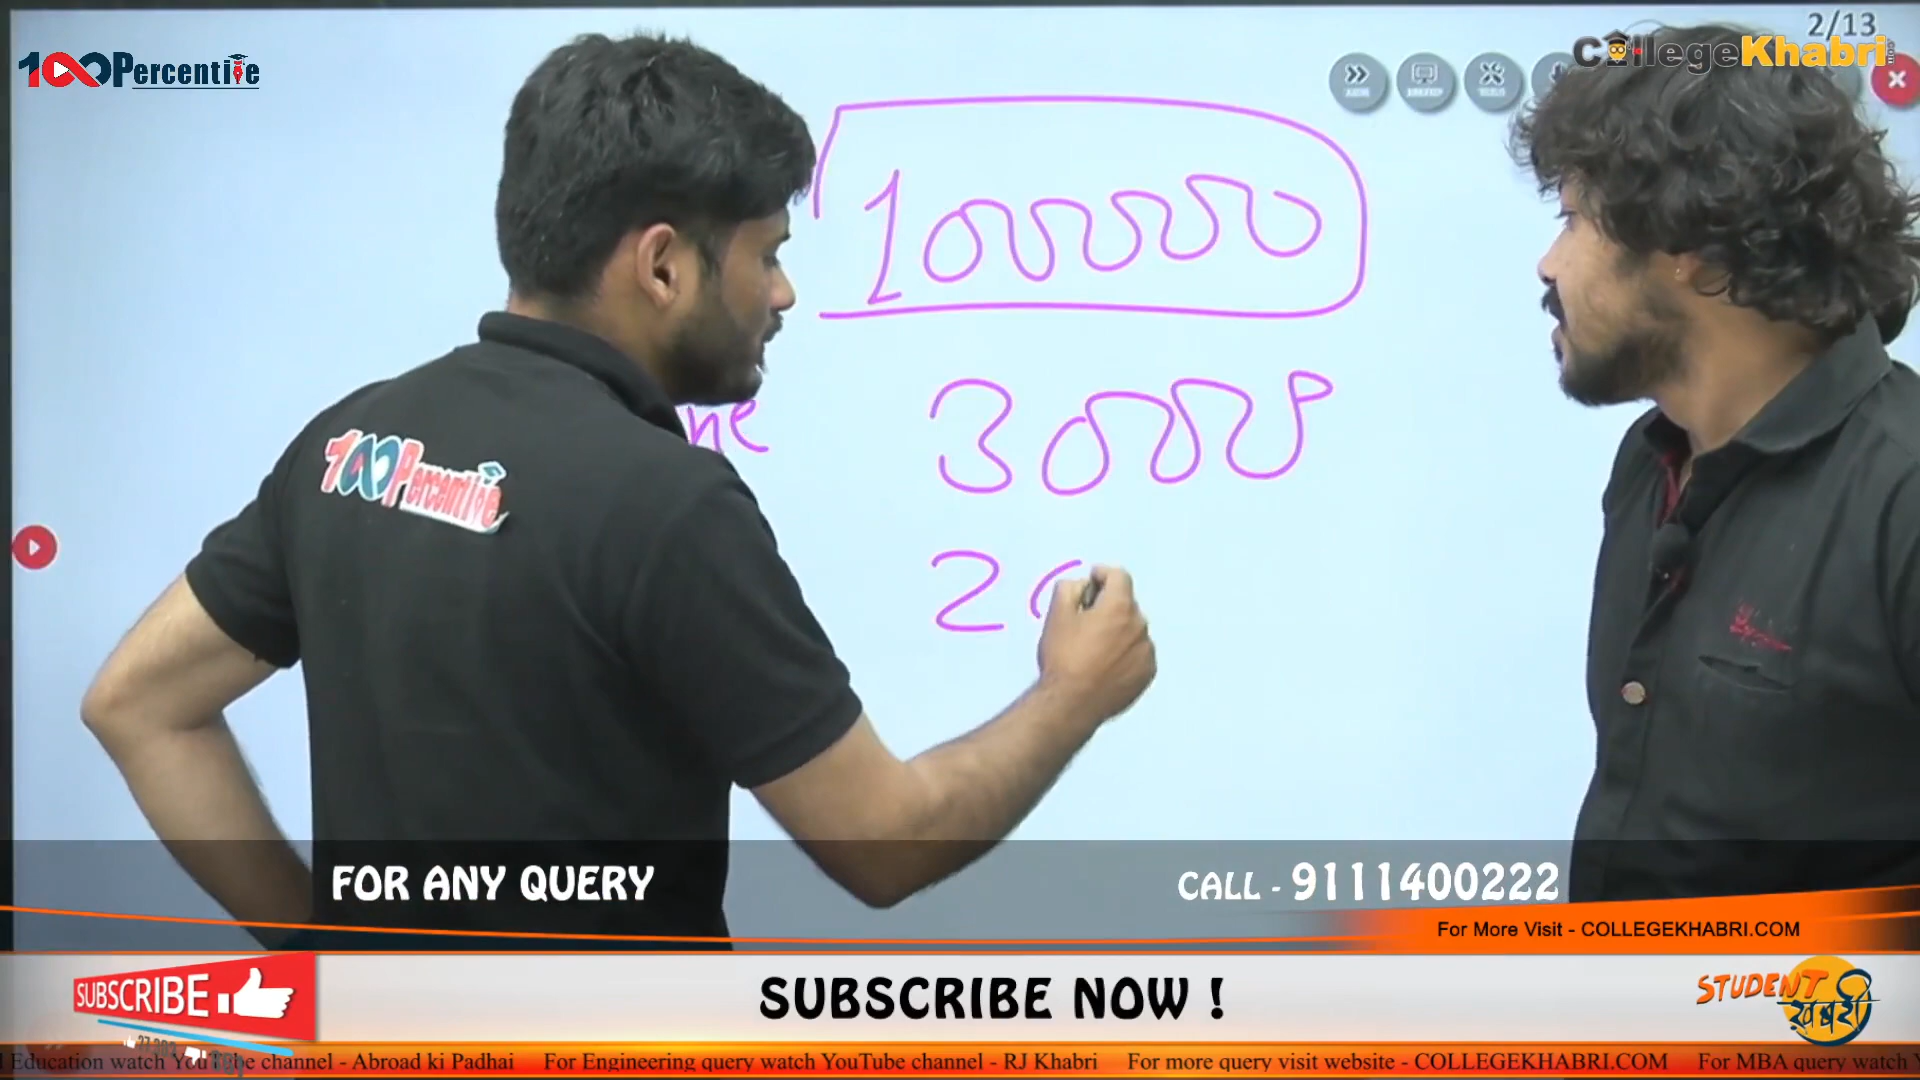 2/13
100Percentile
CollegeKhabri
.com
100000
ne 3000
100Percentile
2
FOR ANY QUERY
CALL - 9111400222
For More Visit - COLLEGEKHABRI.COM
SUBSCRIBE
SUBSCRIBE NOW !
STUDENT
ख़बरी
Education watch YouTube channel - Abroad ki Padhai For Engineering query watch YouTube channel - RJ Khabri For more query visit website - COLLEGEKHABRI.COM For MBA query watch